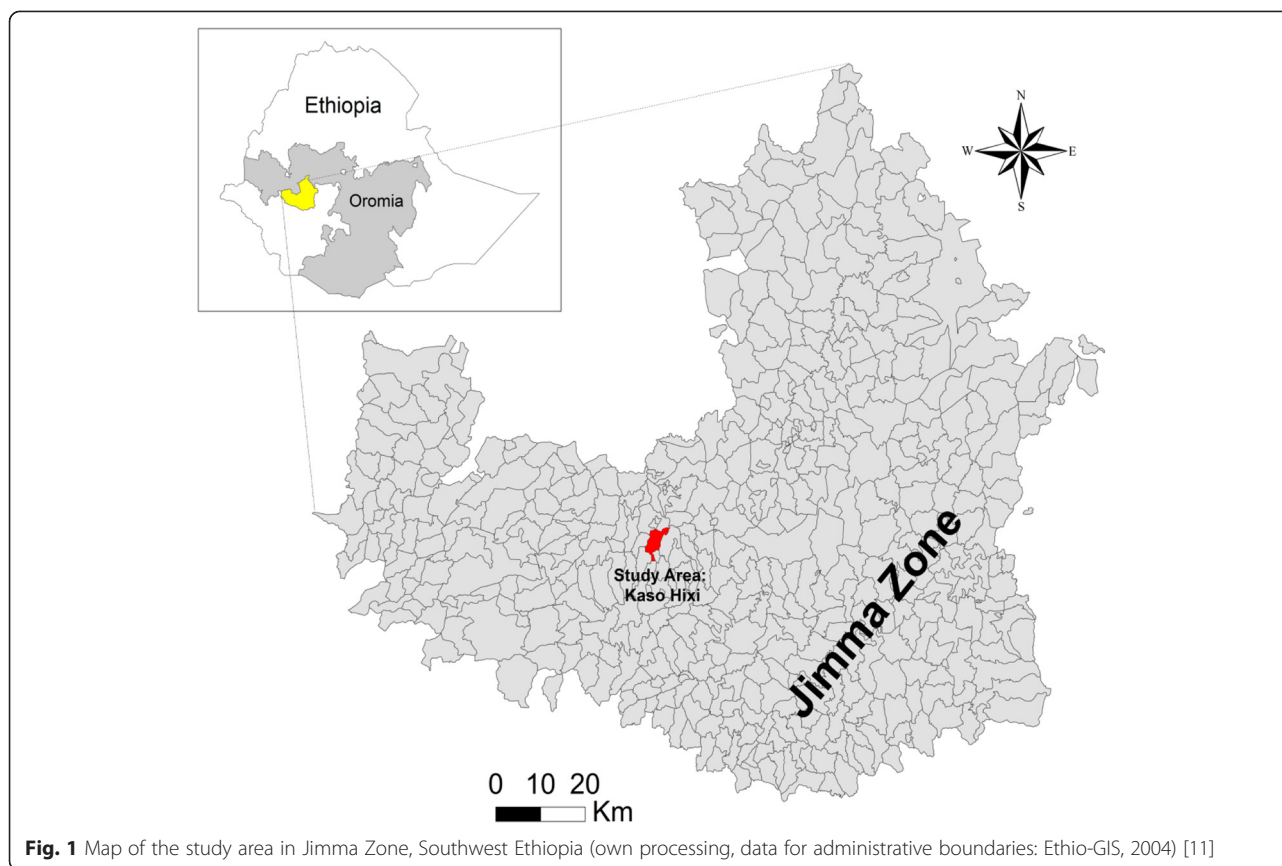 Ethiopia
Oromia
N
W E
S
Study Area:
Kaso Hixi
Jimma Zone
0 10 20
Km
Fig. 1 Map of the study area in Jimma Zone, Southwest Ethiopia (own processing, data for administrative boundaries: Ethio-GIS, 2004) [11]